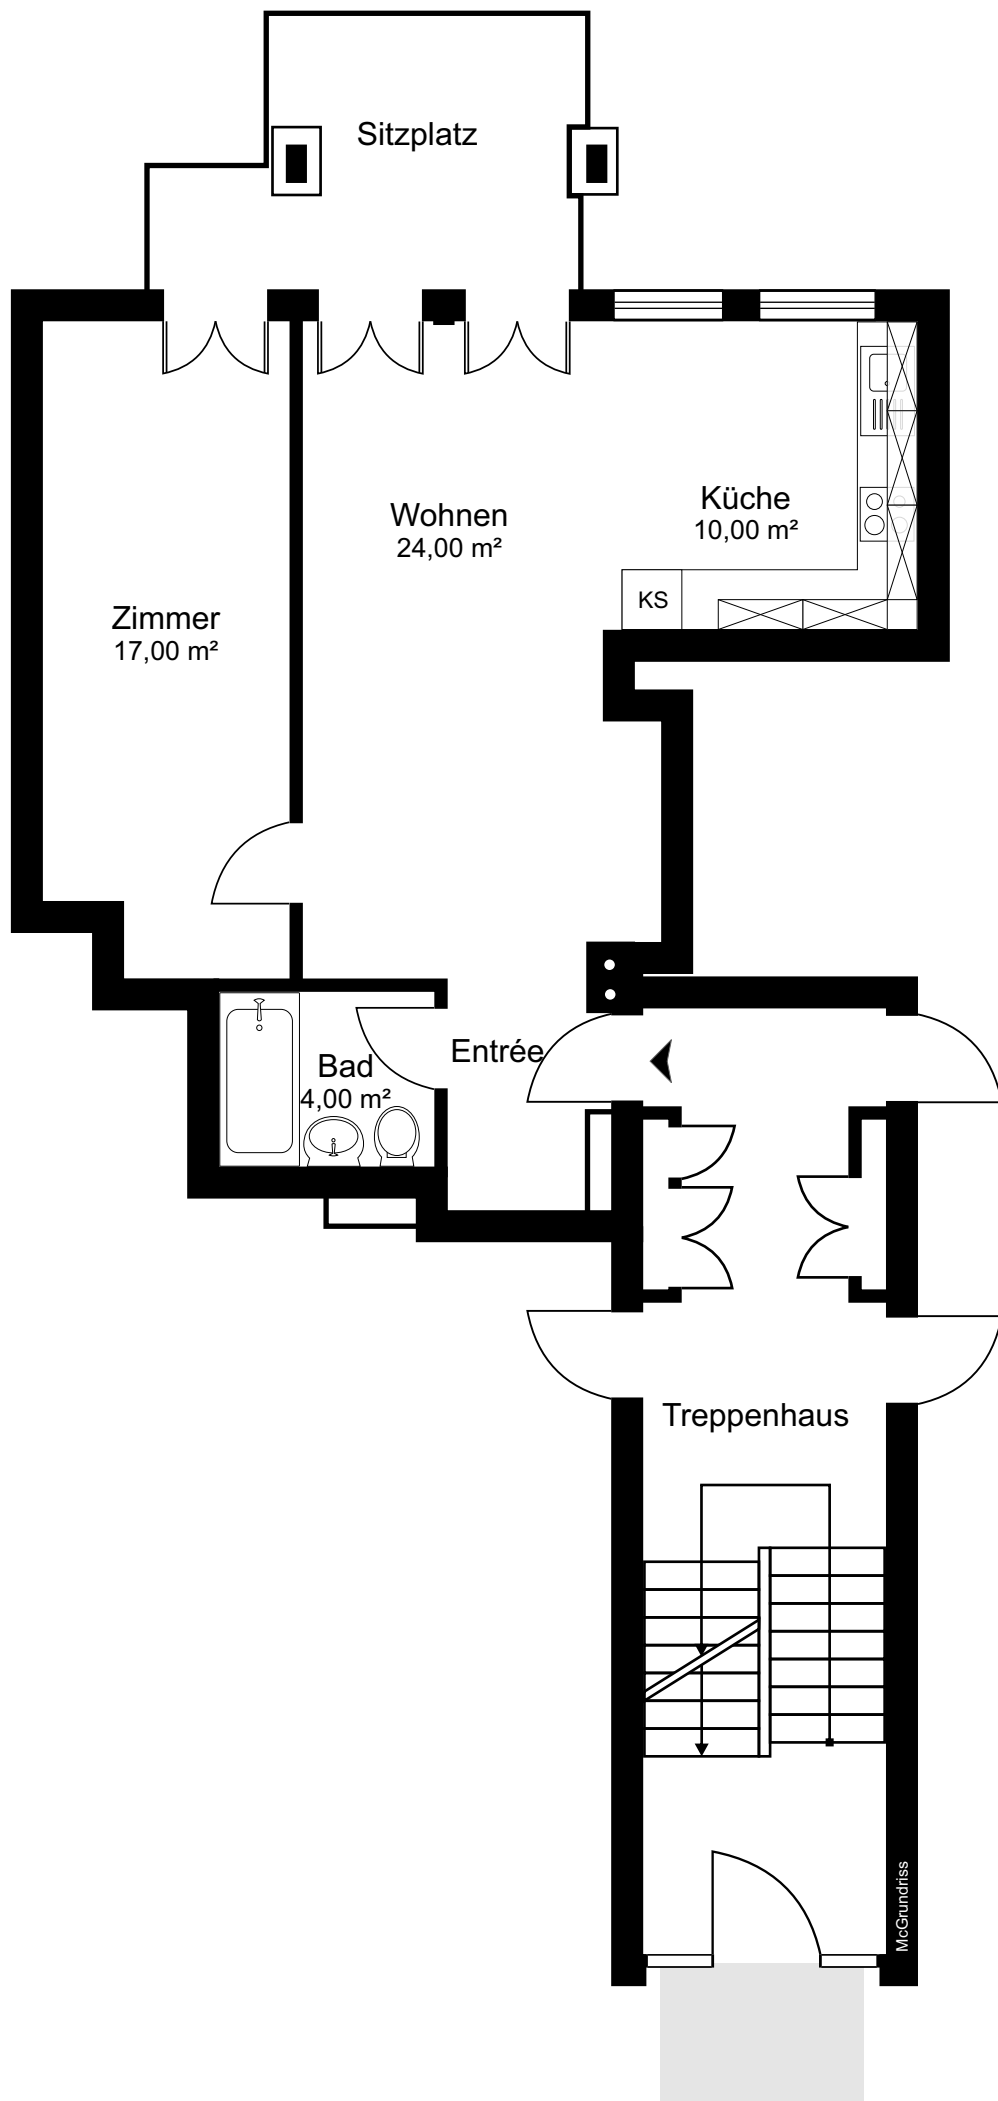 Sitzplatz
Wohnen
24,00 m²
Küche
10,00 m²
KS
Zimmer
17,00 m²
Entrée
Bad
4,00 m²
Treppenhaus
McGrundriss